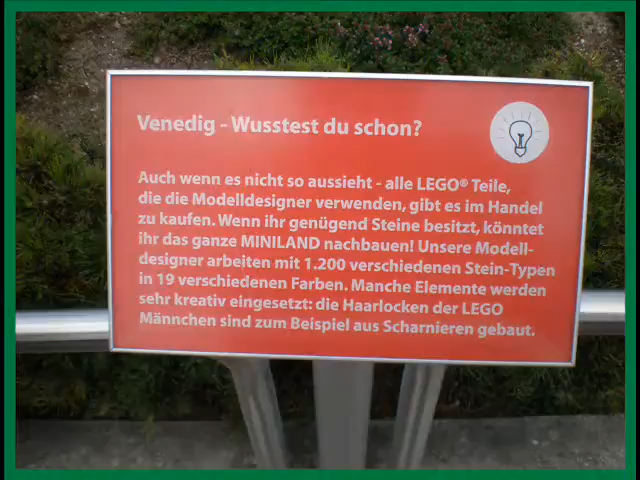 Venedig - Wusstest du schon?
Auch wenn es nicht so aussieht - alle LEGO® Teile,
die die Modelldesigner verwenden, gibt es im Handel
zu kaufen. Wenn ihr genügend Steine besitzt, könntet
ihr das ganze MINILAND nachbauen! Unsere Modell-
designer arbeiten mit 1.200 verschiedenen Stein-Typen
in 19 verschiedenen Farben. Manche Elemente werden
sehr kreativ eingesetzt: die Haarlocken der LEGO
Männchen sind zum Beispiel aus Scharnieren gebaut.